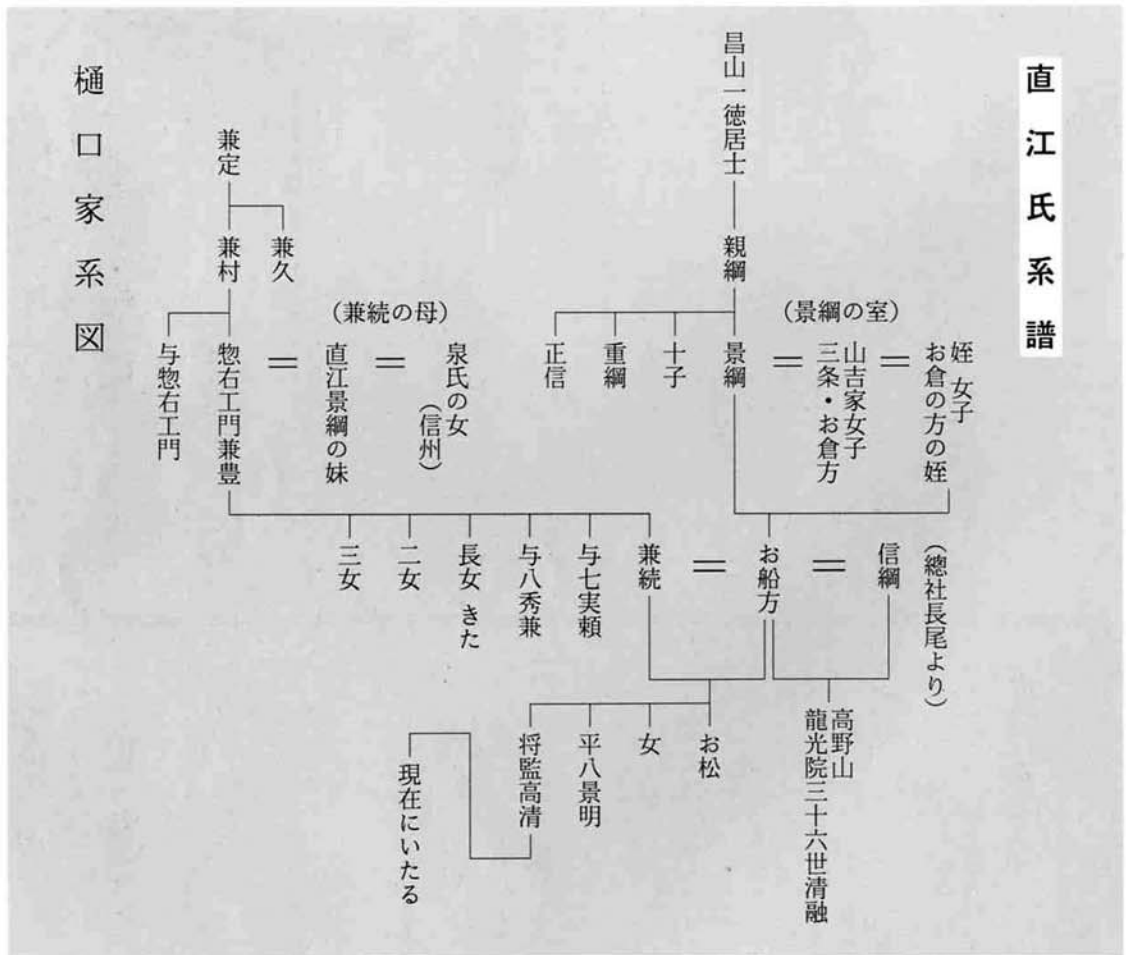 直江氏系譜
昌山一徳居士
親綱
(景綱の室)
姪 女子
お倉の方の姪
山吉家女子
三条・お倉方
景綱
十子
重綱
正信
(總社長尾より)
信綱
お船方
高野山
龍光院三十六世清融
樋口家系図
兼定
兼久
兼村
(兼続の母)
泉氏の女
(信州)
直江景綱の妹
惣右工門兼豊
与惣右工門
兼続
与七実頼
与八秀兼
長女 きた
二女
三女
お松
女
平八景明
将監高清
現在にいたる